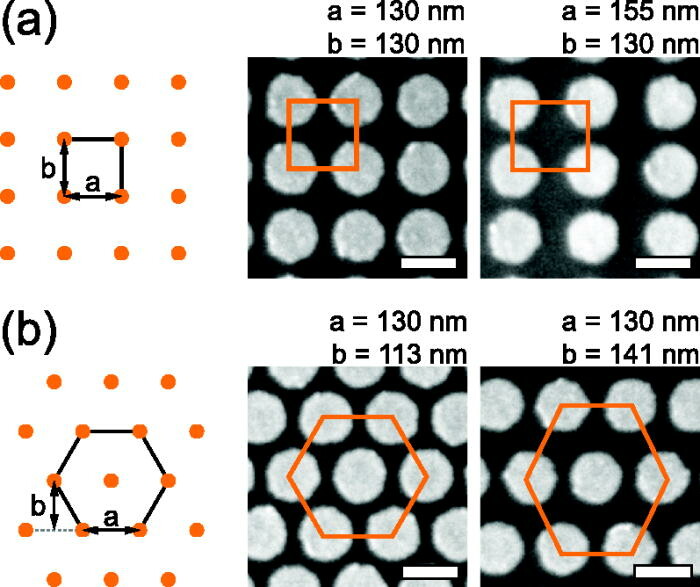 (a)
a = 130 nm
b = 130 nm
a = 155 nm
b = 130 nm
b
a
(b)
a = 130 nm
b = 113 nm
a = 130 nm
b = 141 nm
b
a